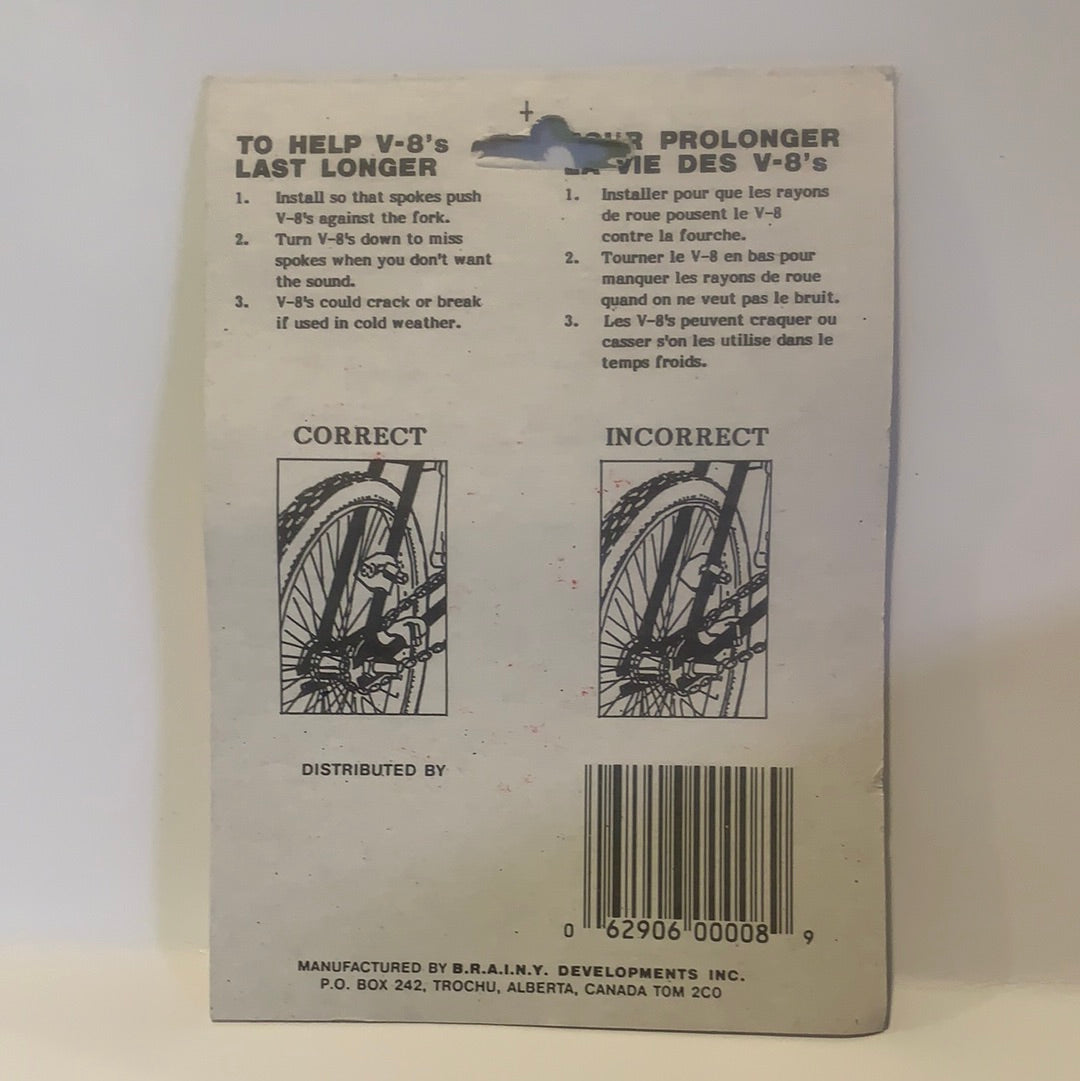 TO HELP V-8's
LAST LONGER
1. Install so that spokes push
V-8's against the fork.
2. Turn V-8's down to miss
spokes when you don't want
the sound.
3. V-8's could crack or break
if used in cold weather.
PROLONGER
VIE DES V-8's
1. Installer pour que les rayons
de roue pousent le V-8
contre la fourche.
2. Tourner le V-8 en bas pour
manquer les rayons de roue
quand on ne veut pas le bruit.
3. Les V-8's peuvent craquer ou
casser s'on les utilise dans le
temps froids.
CORRECT
INCORRECT
DISTRIBUTED BY
0 62906 00008 9
MANUFACTURED BY B.R.A.I.N.Y. DEVELOPMENTS INC.
P.O. BOX 242, TROCHU, ALBERTA, CANADA TOM 2CO